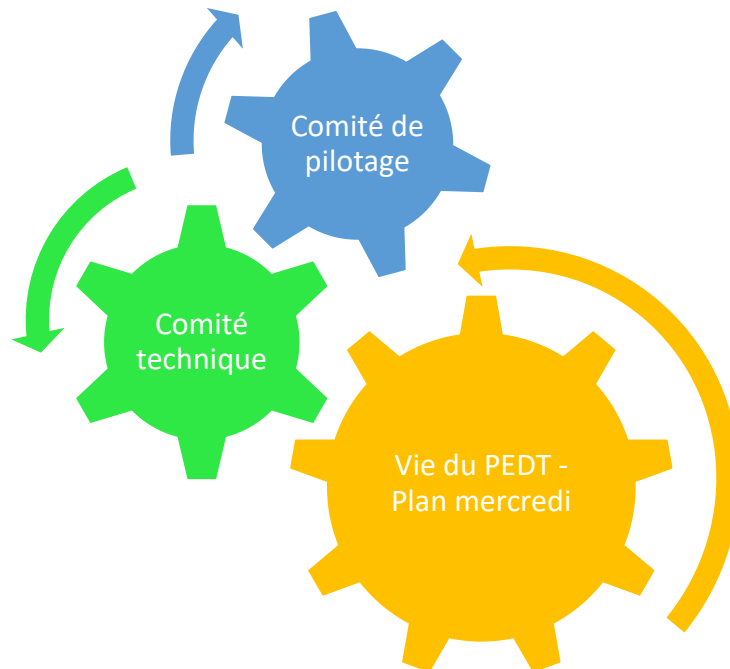 Comité de
pilotage
Comité
technique
Vie du PEDT -
Plan mercredi